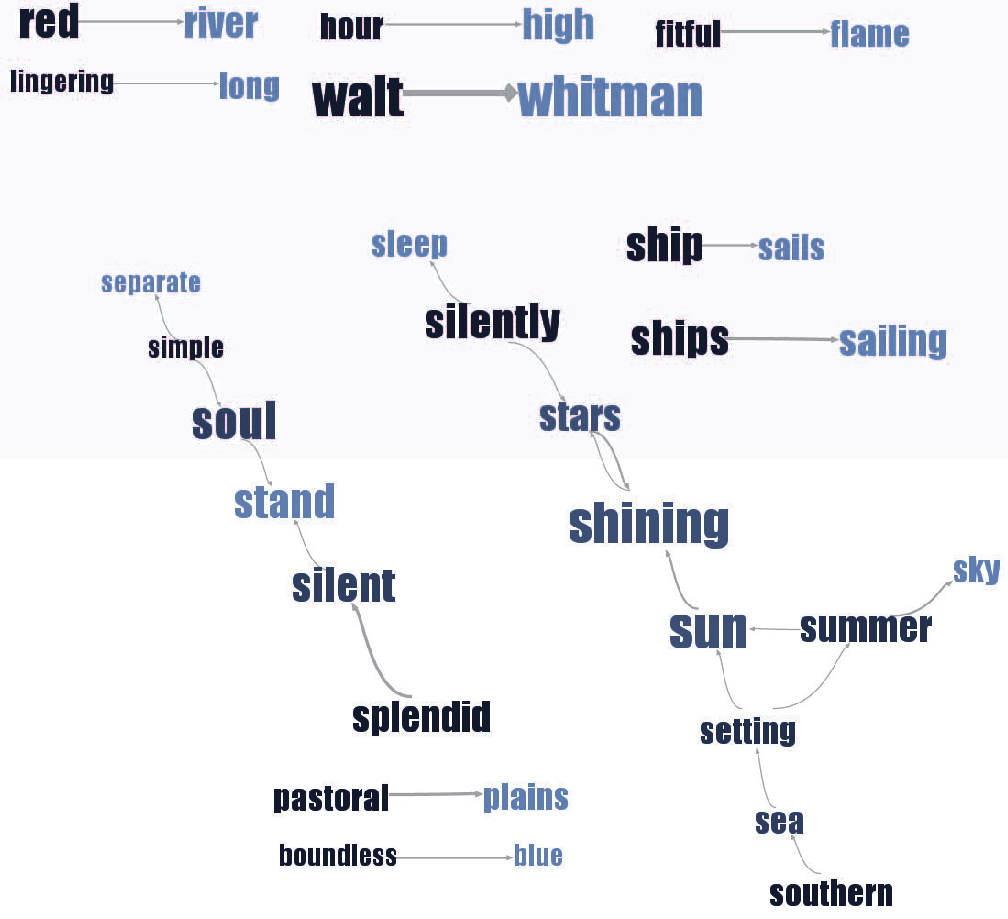 red river hour high fitful flame
lingering long walt whitman
sleep ship sails
separate silently
simple ships sailing
soul stars
stand shining
silent sky
sun summer
splendid setting
pastoral plains
sea
boundless blue
southern